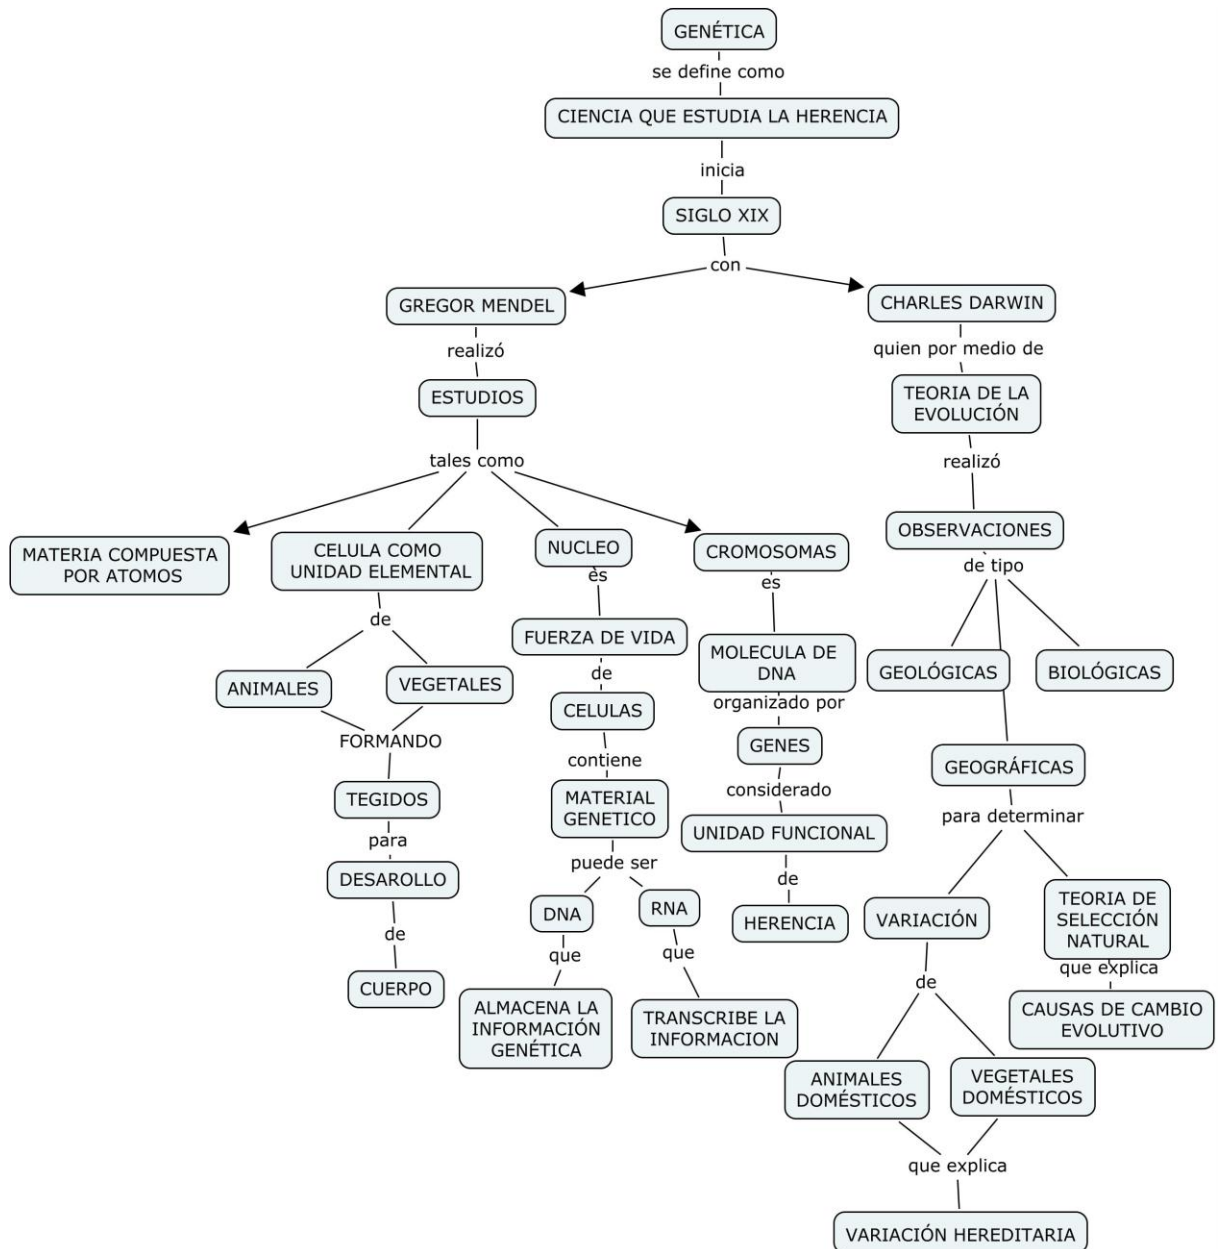 GENÉTICA
se define como
CIENCIA QUE ESTUDIA LA HERENCIA
inicia
SIGLO XIX
con
GREGOR MENDEL
realizó
ESTUDIOS
tales como
MATERIA COMPUESTA
POR ATOMOS
CELULA COMO
UNIDAD ELEMENTAL
de
ANIMALES
VEGETALES
FORMANDO
TEGIDOS
para
DESAROLLO
de
CUERPO
NUCLEO
es
FUERZA DE VIDA
de
CELULAS
contiene
MATERIAL
GENETICO
puede ser
DNA
que
ALMACENA LA
INFORMACIÓN
GENÉTICA
RNA
que
TRANSCRIBE LA
INFORMACION
CROMOSOMAS
es
MOLECULA DE
DNA
organizado por
GENES
considerado
UNIDAD FUNCIONAL
de
HERENCIA
CHARLES DARWIN
quien por medio de
TEORIA DE LA
EVOLUCIÓN
realizó
OBSERVACIONES
de tipo
GEOLÓGICAS
BIOLÓGICAS
GEOGRÁFICAS
para determinar
VARIACIÓN
de
ANIMALES
DOMÉSTICOS
VEGETALES
DOMÉSTICOS
que explica
VARIACIÓN HEREDITARIA
TEORIA DE
SELECCIÓN
NATURAL
que explica
CAUSAS DE CAMBIO
EVOLUTIVO